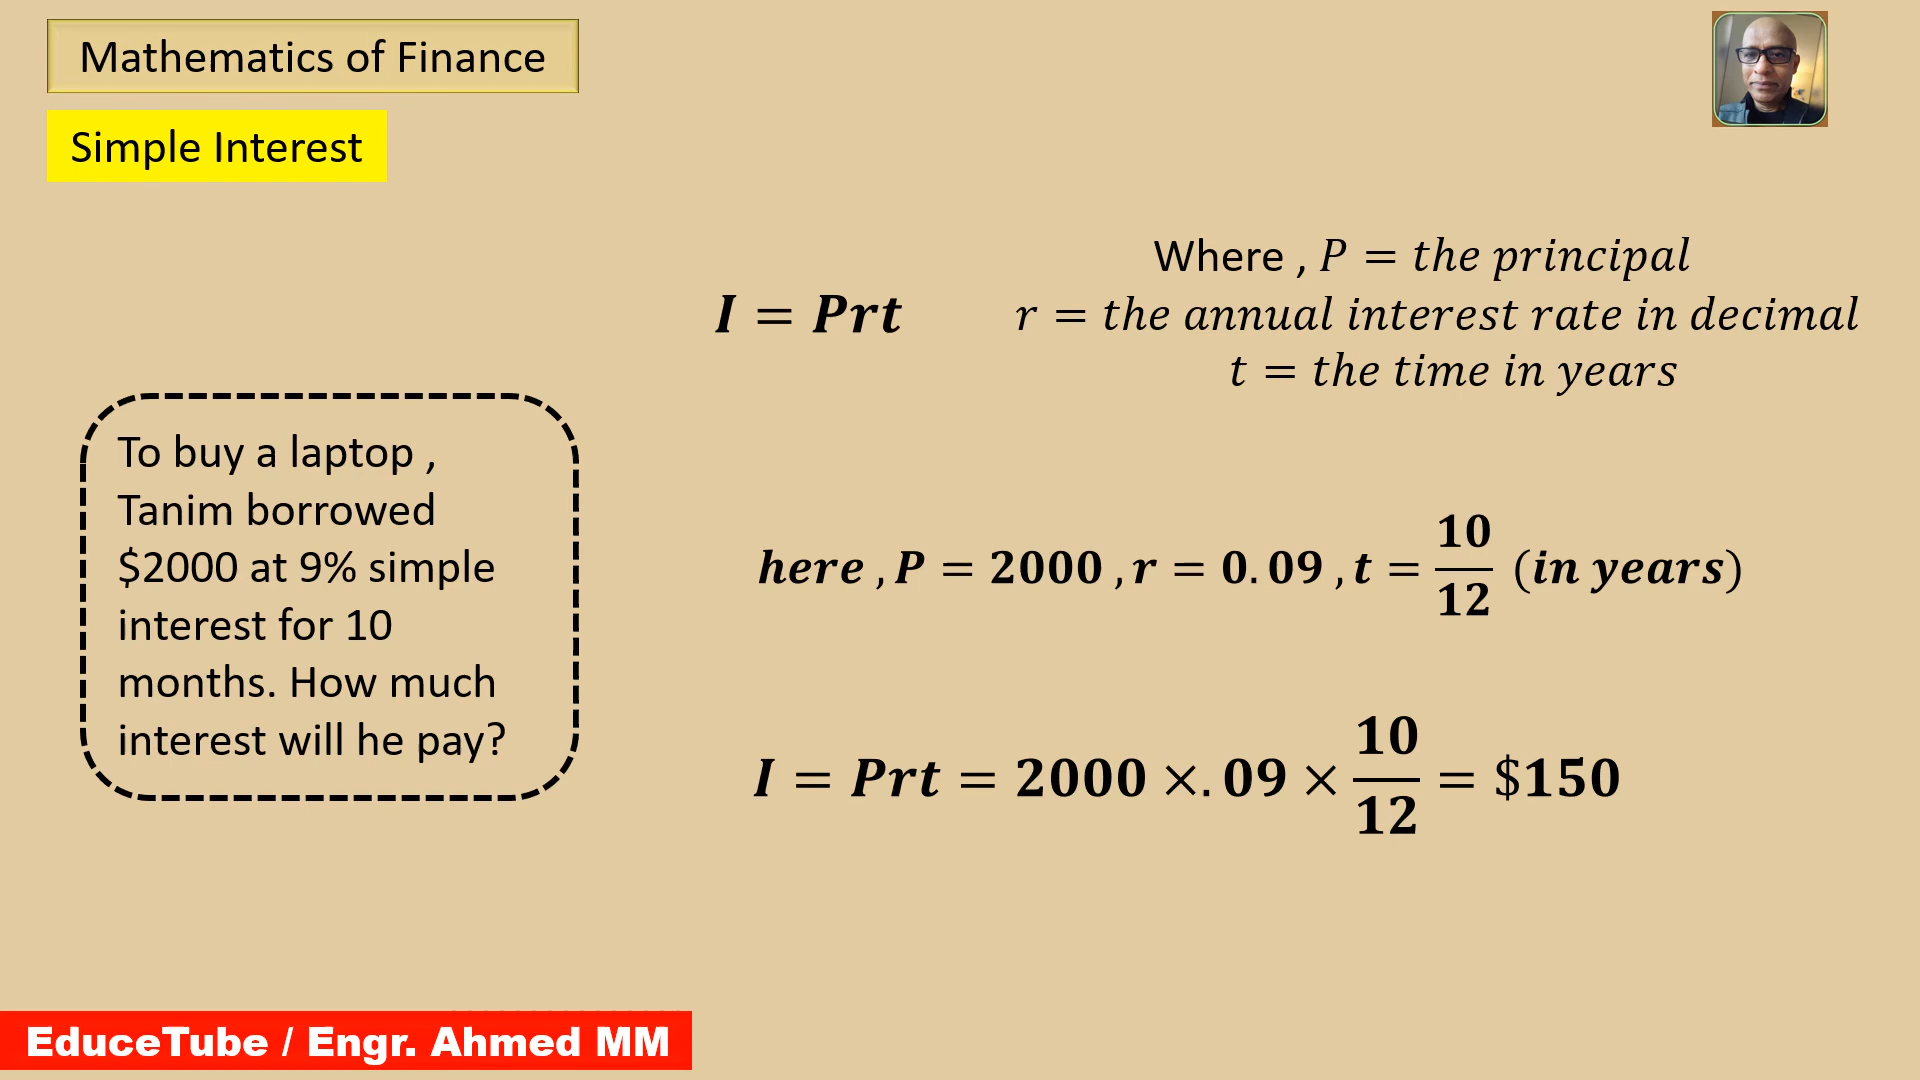 Mathematics of Finance
Simple Interest
I = Prt
Where , P = the principal
r = the annual interest rate in decimal
t = the time in years
To buy a laptop ,
Tanim borrowed
$2000 at 9% simple
interest for 10
months. How much
interest will he pay?
here , P = 2000 , r = 0.09 , t = 10/12 (in years)
I = Prt = 2000 ×.09 × 10/12 = $150
EduceTube / Engr. Ahmed MM